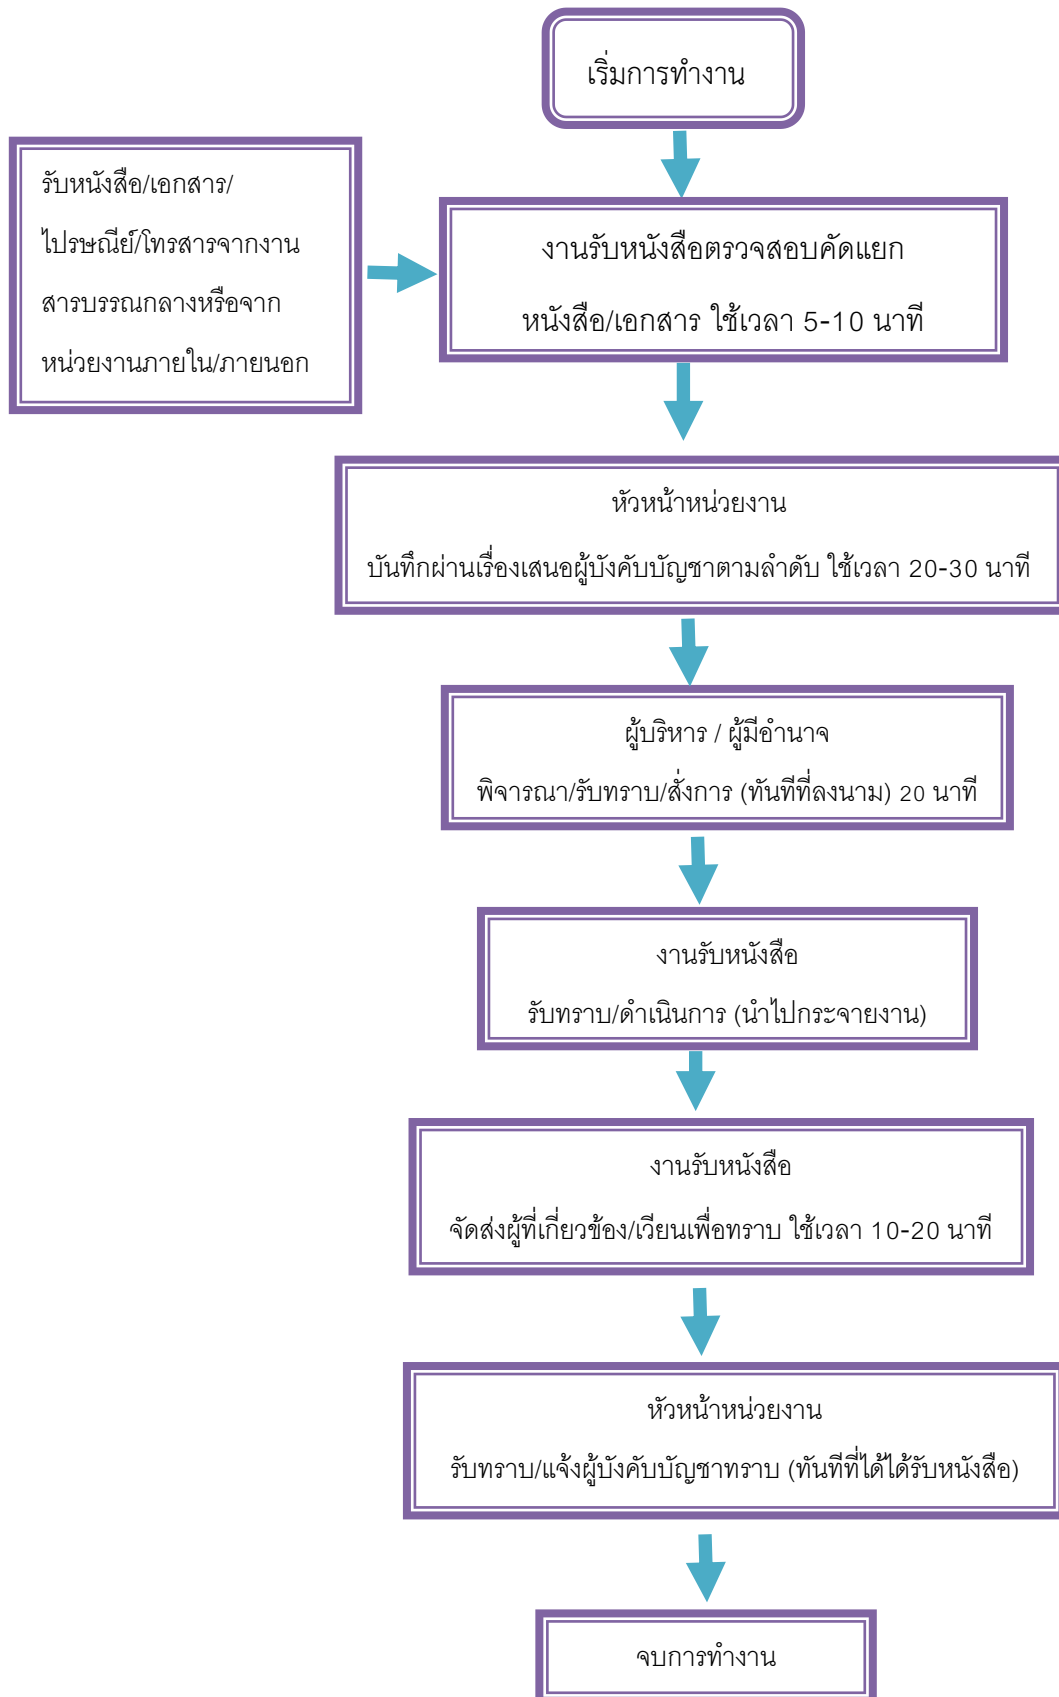 เริ่มการทำงาน
รับหนังสือ/เอกสาร/
ไปรษณีย์/โทรสารจากงาน
สารบรรณกลางหรือจาก
หน่วยงานภายใน/ภายนอก
งานรับหนังสือตรวจสอบคัดแยก
หนังสือ/เอกสาร ใช้เวลา 5-10 นาที
หัวหน้าหน่วยงาน
บันทึกผ่านเรื่องเสนอผู้บังคับบัญชาตามลำดับ ใช้เวลา 20-30 นาที
ผู้บริหาร / ผู้มีอำนาจ
พิจารณา/รับทราบ/สั่งการ (ทันทีที่ลงนาม) 20 นาที
งานรับหนังสือ
รับทราบ/ดำเนินการ (นำไปกระจายงาน)
งานรับหนังสือ
จัดส่งผู้ที่เกี่ยวข้อง/เวียนเพื่อทราบ ใช้เวลา 10-20 นาที
หัวหน้าหน่วยงาน
รับทราบ/แจ้งผู้บังคับบัญชาทราบ (ทันทีที่ได้ได้รับหนังสือ)
จบการทำงาน